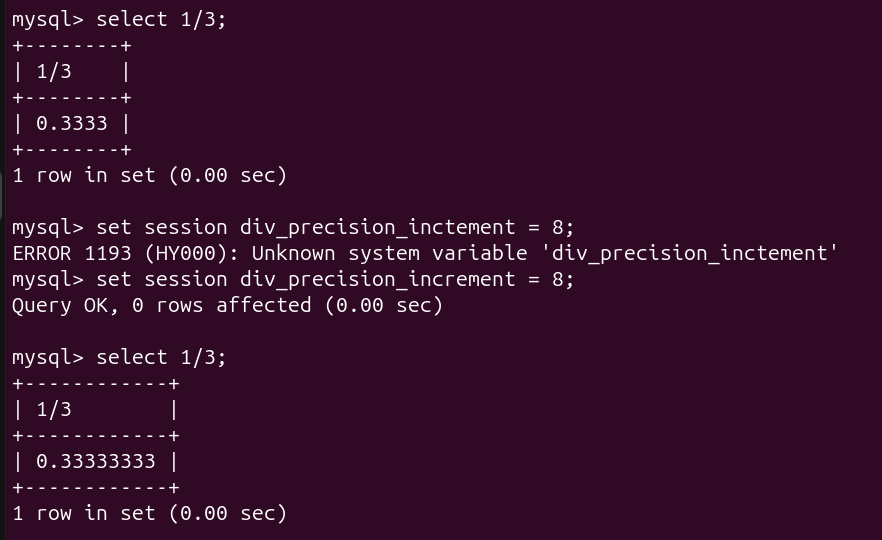 mysql> select 1/3;
+--------+
| 1/3    |
+--------+
| 0.3333 |
+--------+
1 row in set (0.00 sec)

mysql> set session div_precision_inctement = 8;
ERROR 1193 (HY000): Unknown system variable 'div_precision_inctement'
mysql> set session div_precision_increment = 8;
Query OK, 0 rows affected (0.00 sec)

mysql> select 1/3;
+------------+
| 1/3        |
+------------+
| 0.33333333 |
+------------+
1 row in set (0.00 sec)